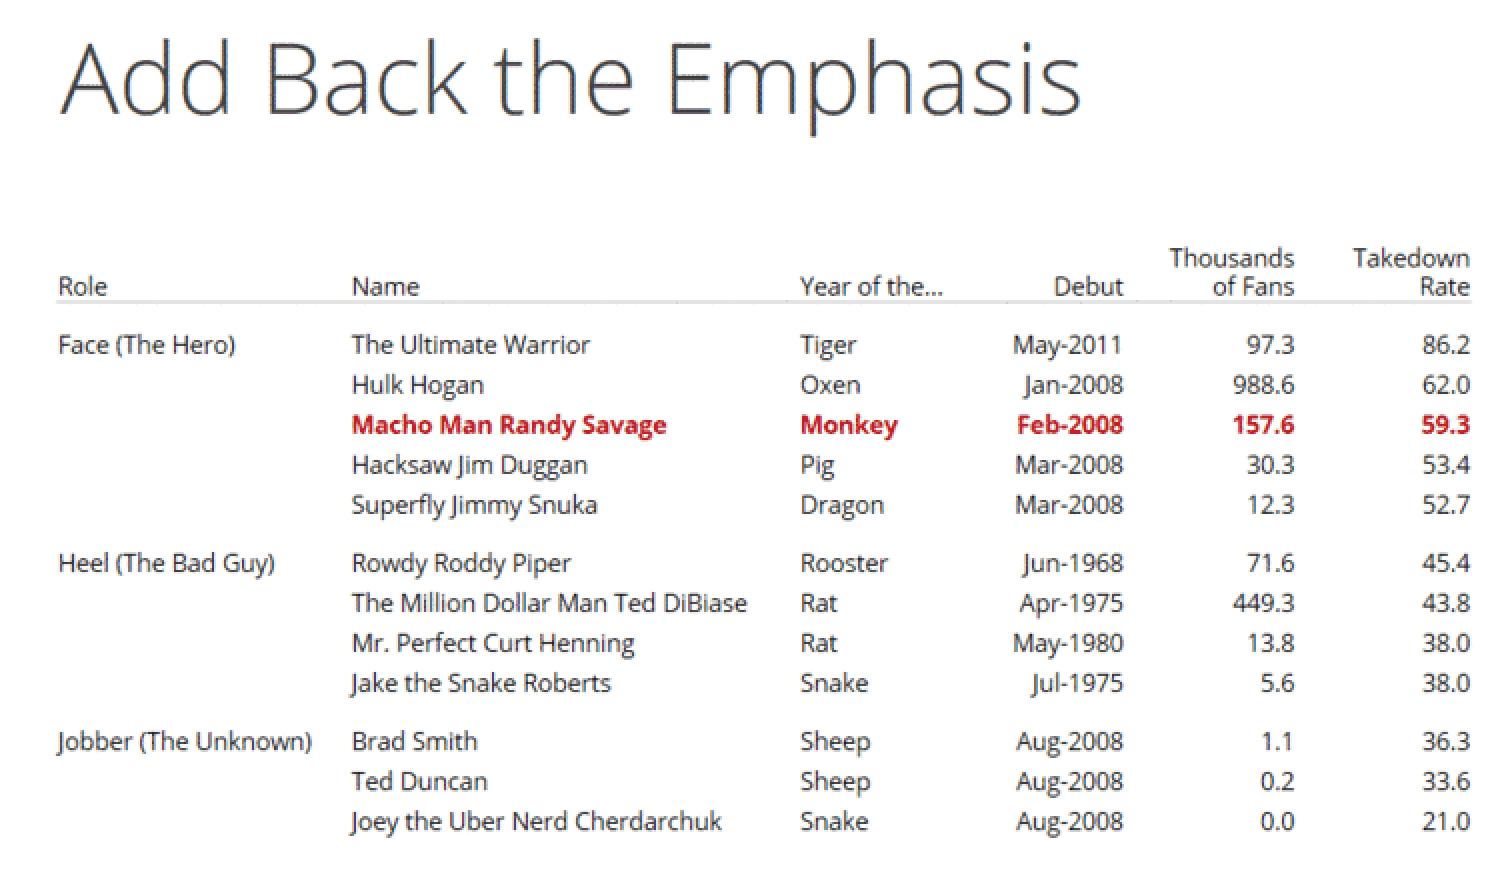 Add Back the Emphasis
Role Name Year of the... Debut Thousands of Fans Takedown Rate
Face (The Hero) The Ultimate Warrior Tiger May-2011 97.3 86.2
Hulk Hogan Oxen Jan-2008 988.6 62.0
Macho Man Randy Savage Monkey Feb-2008 157.6 59.3
Hacksaw Jim Duggan Pig Mar-2008 30.3 53.4
Superfly Jimmy Snuka Dragon Mar-2008 12.3 52.7
Heel (The Bad Guy) Rowdy Roddy Piper Rooster Jun-1968 71.6 45.4
The Million Dollar Man Ted DiBiase Rat Apr-1975 449.3 43.8
Mr. Perfect Curt Henning Rat May-1980 13.8 38.0
Jake the Snake Roberts Snake Jul-1975 5.6 38.0
Jobber (The Unknown) Brad Smith Sheep Aug-2008 1.1 36.3
Ted Duncan Sheep Aug-2008 0.2 33.6
Joey the Uber Nerd Cherdarchuk Snake Aug-2008 0.0 21.0